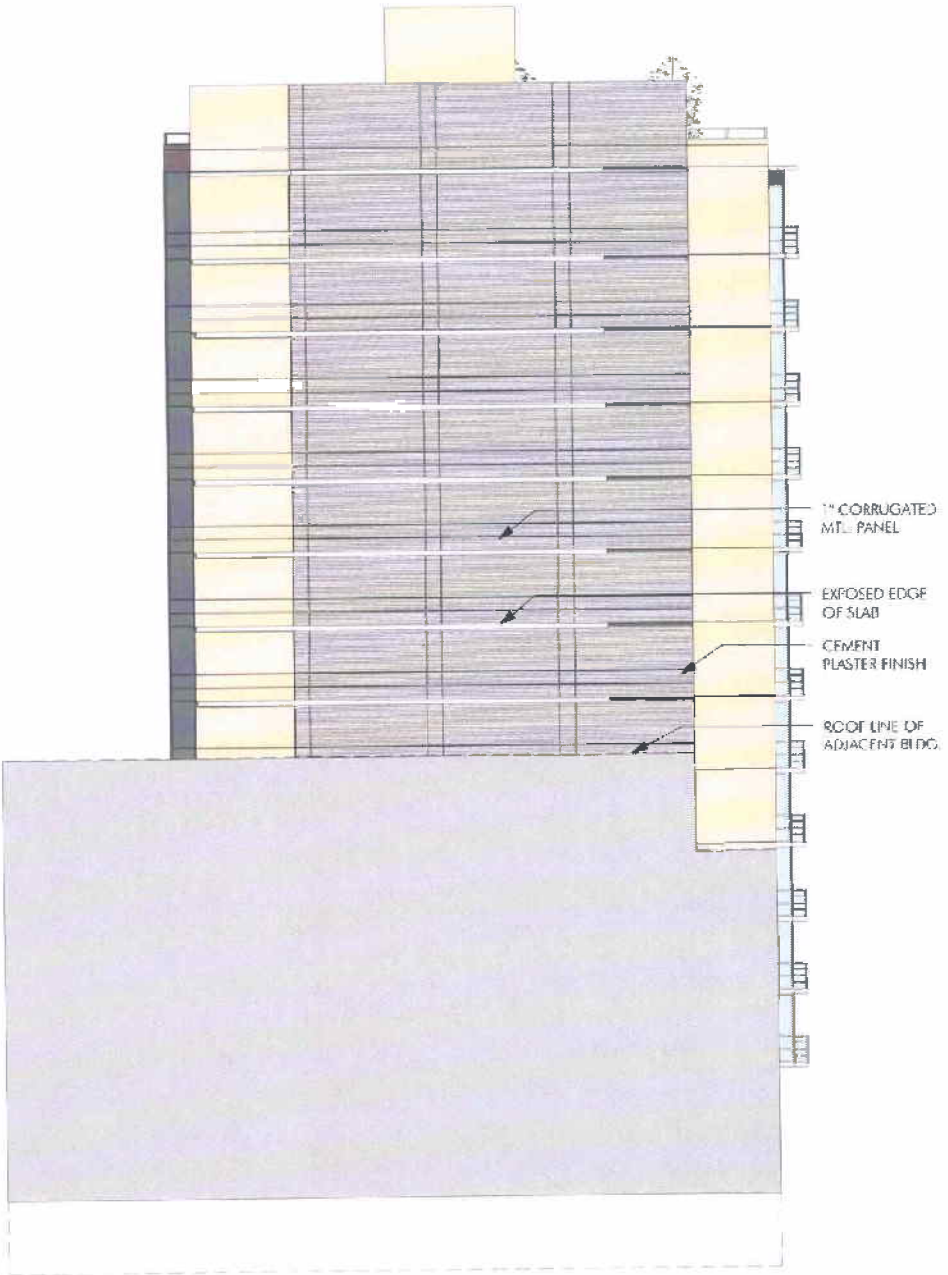 1" CORRUGATED
MTL. PANEL
EXPOSED EDGE
OF SLAB
CEMENT
PLASTER FINISH
ROOF LINE OF
ADJACENT BLDG.